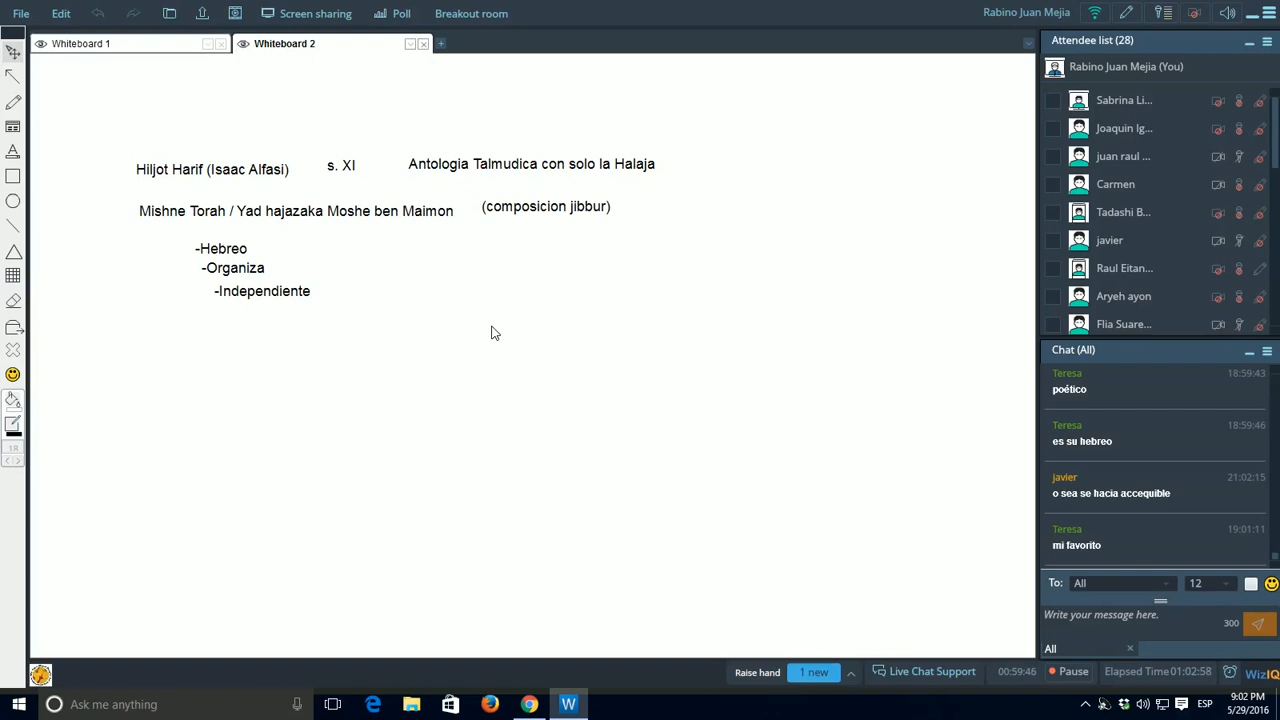 File Edit Screen sharing Poll Breakout room Rabino Juan Mejia
Whiteboard 1 Whiteboard 2
Hiljot Harif (Isaac Alfasi) s. XI Antologia Talmudica con solo la Halaja
Mishne Torah / Yad hajazaka Moshe ben Maimon (composicion jibbur)
-Hebreo
-Organiza
-Independiente
Attendee list (28)
Rabino Juan Mejia (You)
Sabrina Li...
Joaquin Ig...
juan raul ...
Carmen
Tadashi B...
javier
Raul Eitan...
Aryeh ayon
Flia Suare...
Chat (All)
Teresa 18:59:43
poético
Teresa 18:59:46
es su hebreo
javier 21:02:15
o sea se hacia accequible
Teresa 19:01:11
mi favorito
To: All 12
Write your message here. 300
All
18
Raise hand 1 new Live Chat Support 00:59:46 Pause Elapsed Time 01:02:58 WizIQ
Ask me anything
ESP 9:02 PM
5/29/2016